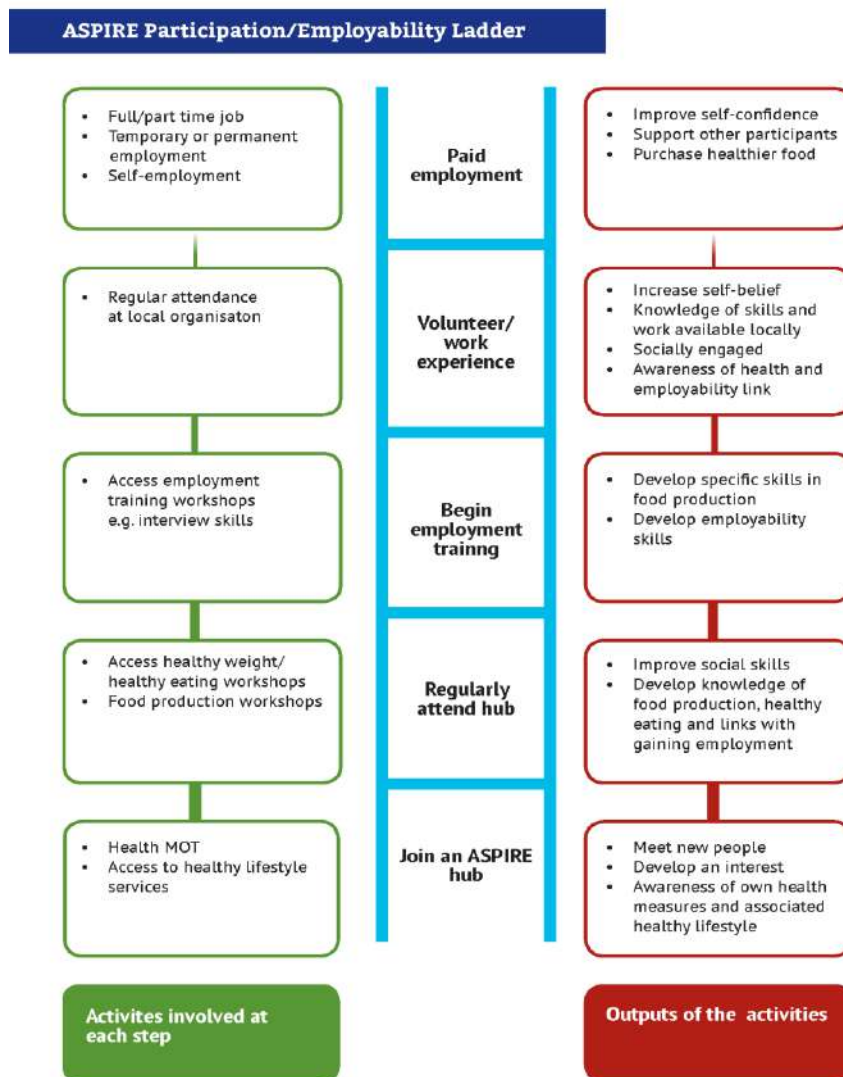 ASPIRE Participation/Employability Ladder
• Full/part time job
• Temporary or permanent
employment
• Self-employment
Paid
employment
• Improve self-confidence
• Support other participants
• Purchase healthier food
• Regular attendance
at local organisaton
Volunteer/
work
experience
• Increase self-belief
• Knowledge of skills and
work available locally
• Socially engaged
• Awareness of health and
employability link
• Access employment
training workshops
e.g. interview skills
Begin
employment
trainng
• Develop specific skills in
food production
• Develop employability
skills
• Access healthy weight/
healthy eating workshops
• Food production workshops
Regularly
attend hub
• Improve social skills
• Develop knowledge of
food production, healthy
eating and links with
gaining employment
• Health MOT
• Access to healthy lifestyle
services
Join an ASPIRE
hub
• Meet new people
• Develop an interest
• Awareness of own health
measures and associated
healthy lifestyle
Activites involved at
each step
Outputs of the activities